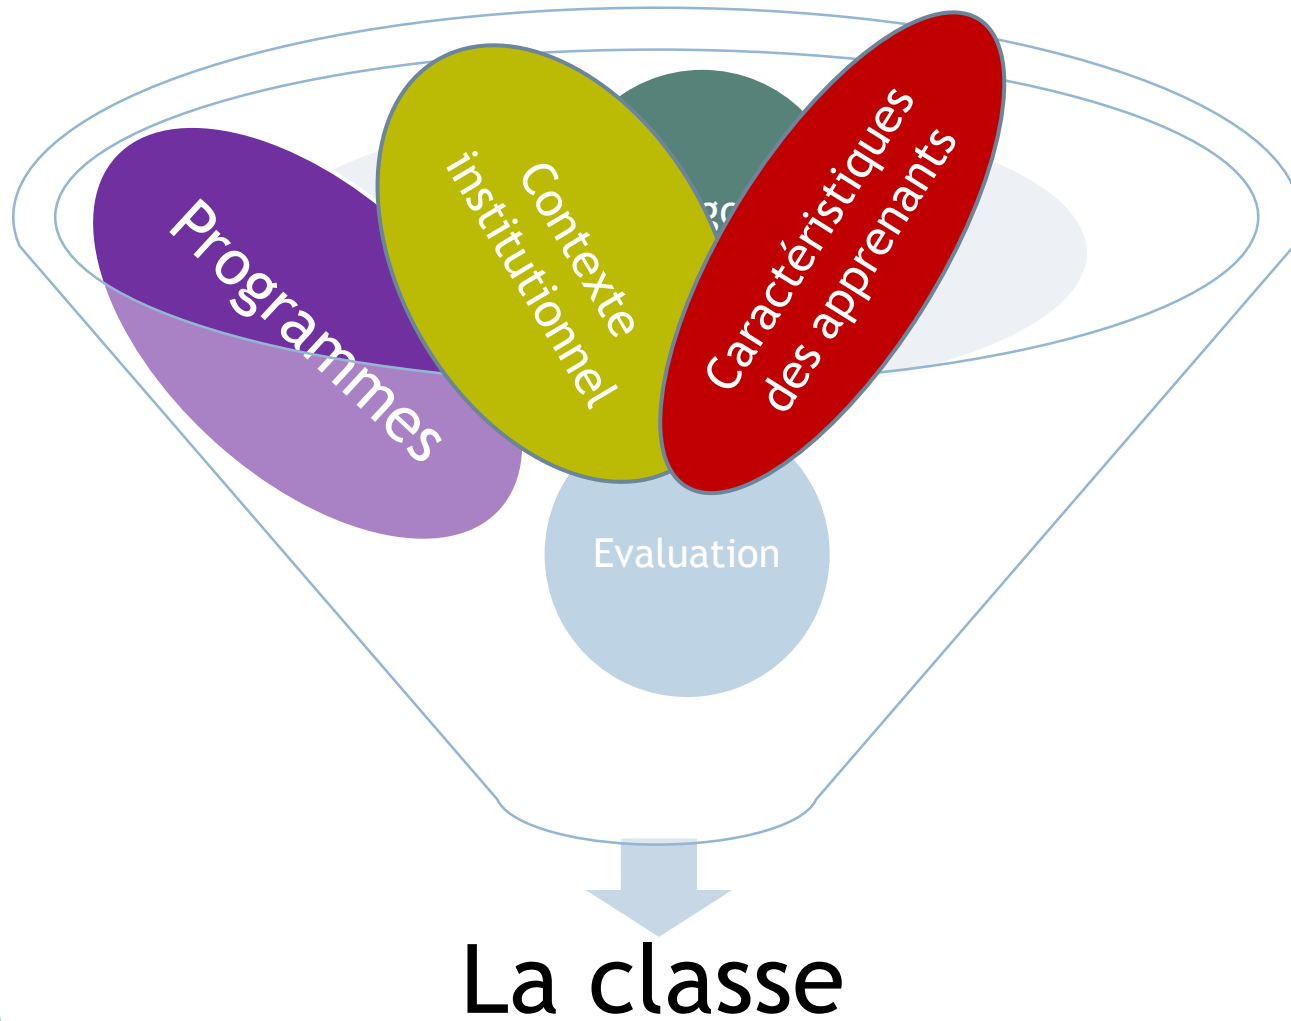 Programmes
Contexte
institutionnel
Caractéristiques
des apprenants
Evaluation
La classe